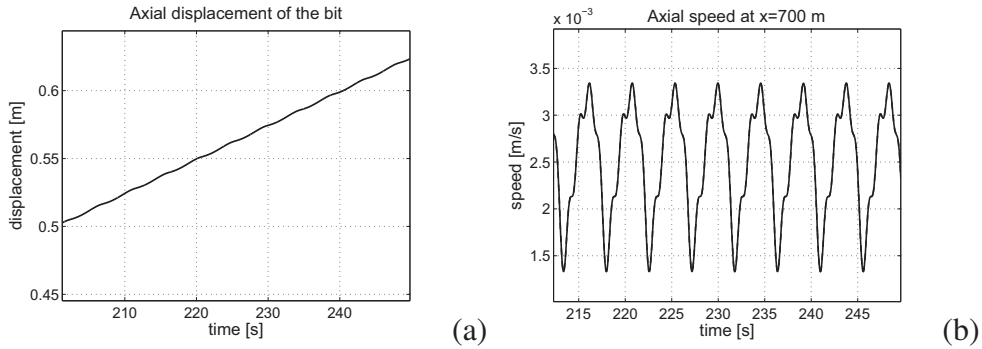 Axial displacement of the bit
displacement [m]
0.6
0.55
0.5
0.45
210 220 230 240
time [s]
(a)
x 10⁻³
Axial speed at x=700 m
speed [m/s]
3.5
3
2.5
2
1.5
215 220 225 230 235 240 245
time [s]
(b)